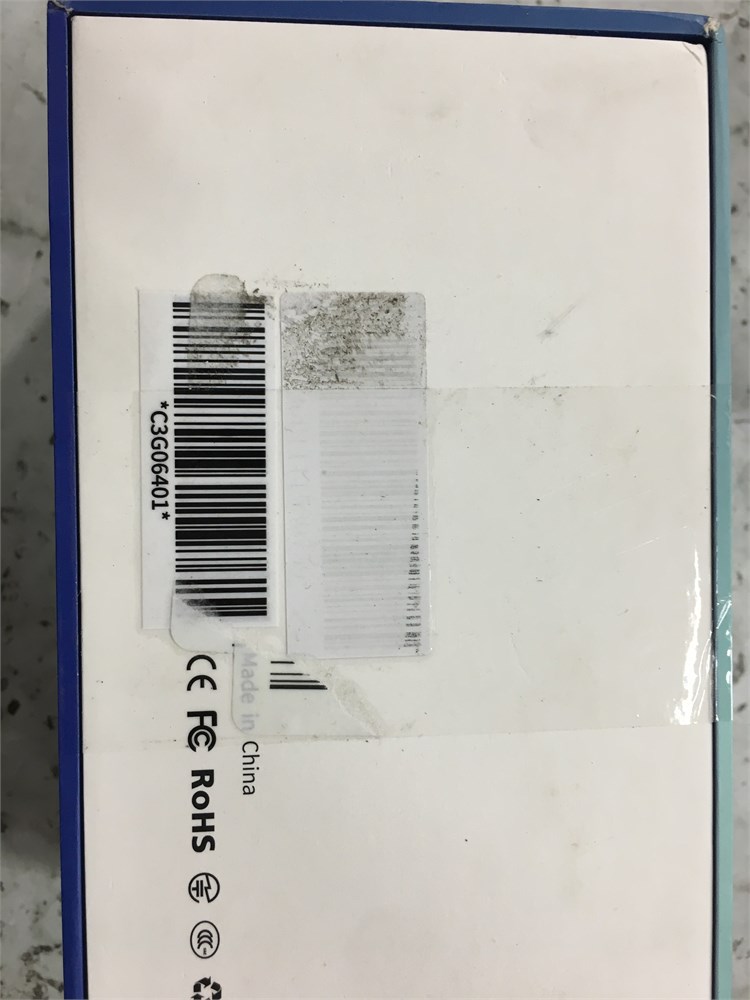 *C3G06401*
Made in China
CE FC RoHS